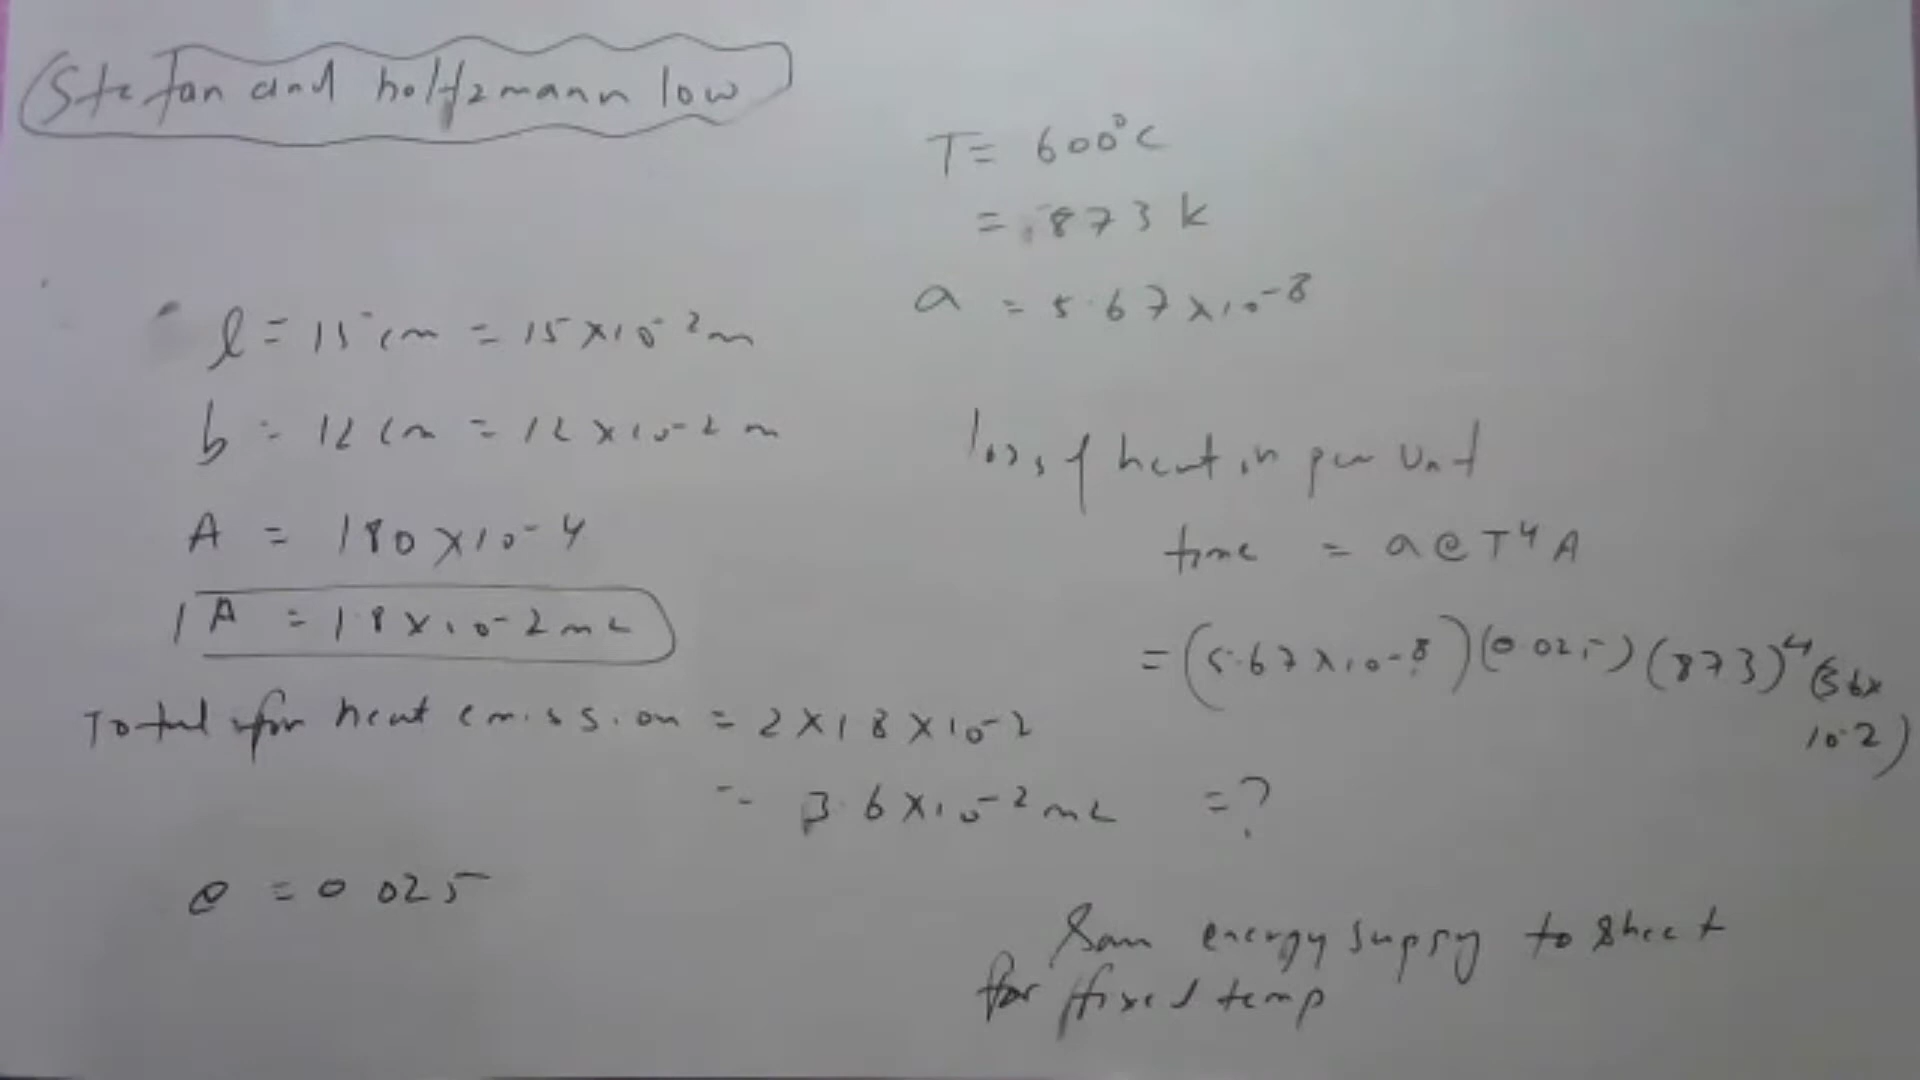 Stefan and boltzmann low
T = 600°C
= 873 k
a = 5.67 x 10-8
l = 15 cm = 15 x 10-2 m
b = 12 cm = 12 x 10-2 m
A = 180 x 10-4
A = 1.8 x 10-2 m2
Total for heat emission = 2 x 1.8 x 10-2
= 3.6 x 10-2 m2
e = 0.025
loss of heat in per unit
time = a e T4 A
= (5.67 x 10-8) (0.025) (873)4 (3.6 x
10-2)
= ?
Sam energy suppy to sheet
for fixed temp